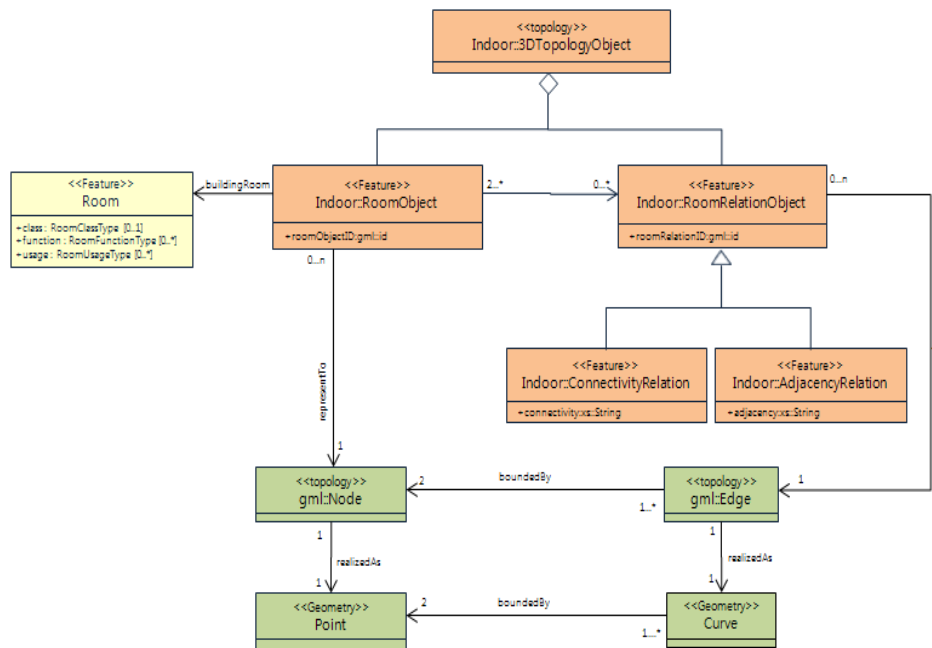 <<topology>>
Indoor::3DTopologyObject
<<Feature>>
Room
+class : RoomClassType [0..1]
+function : RoomFunctionType [0..*]
+usage : RoomUsageType [0..*]
buildingRoom
<<Feature>>
Indoor::RoomObject
+roomObjectID:gml::id
2...*
0...*
<<Feature>>
Indoor::RoomRelationObject
+roomRelationID:gml::id
0...n
0...n
<<Feature>>
Indoor::ConnectivityRelation
+connectivity:xs::String
<<Feature>>
Indoor::AdjacencyRelation
+adjacency:xs::String
representTo
1
<<topology>>
gml::Node
2
boundedBy
1...*
<<topology>>
gml::Edge
1
1
realizedAs
1
1
realizedAs
1
<<Geometry>>
Point
2
boundedBy
1...*
<<Geometry>>
Curve